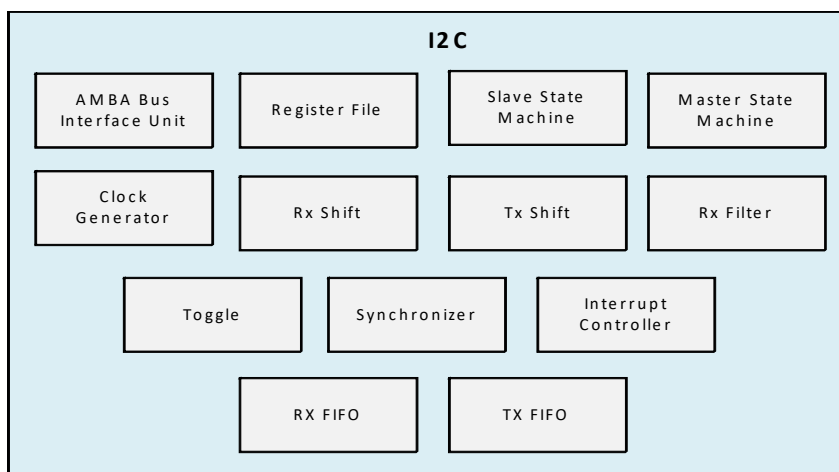 I2C
AMBA Bus
Interface Unit
Register File
Slave State
Machine
Master State
Machine
Clock
Generator
Rx Shift
Tx Shift
Rx Filter
Toggle
Synchronizer
Interrupt
Controller
RX FIFO
TX FIFO